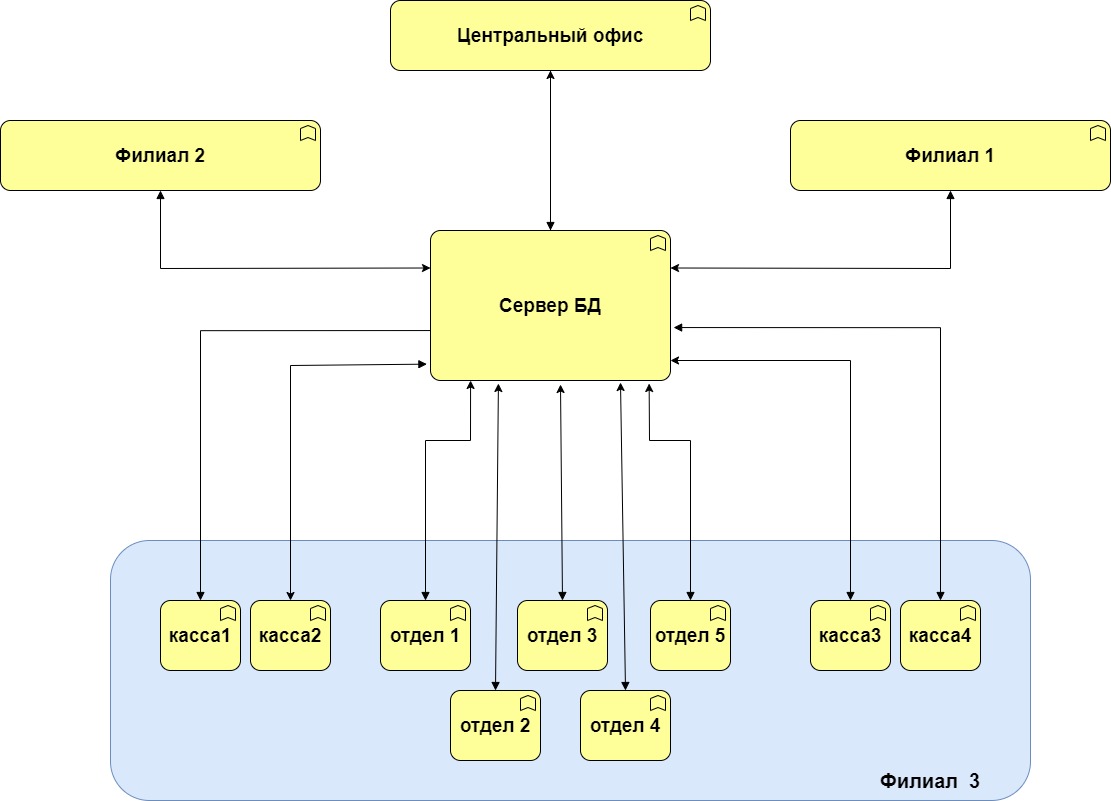 Центральный офис
Филиал 2
Филиал 1
Сервер БД
касса1
касса2
отдел 1
отдел 3
отдел 5
касса3
касса4
отдел 2
отдел 4
Филиал 3